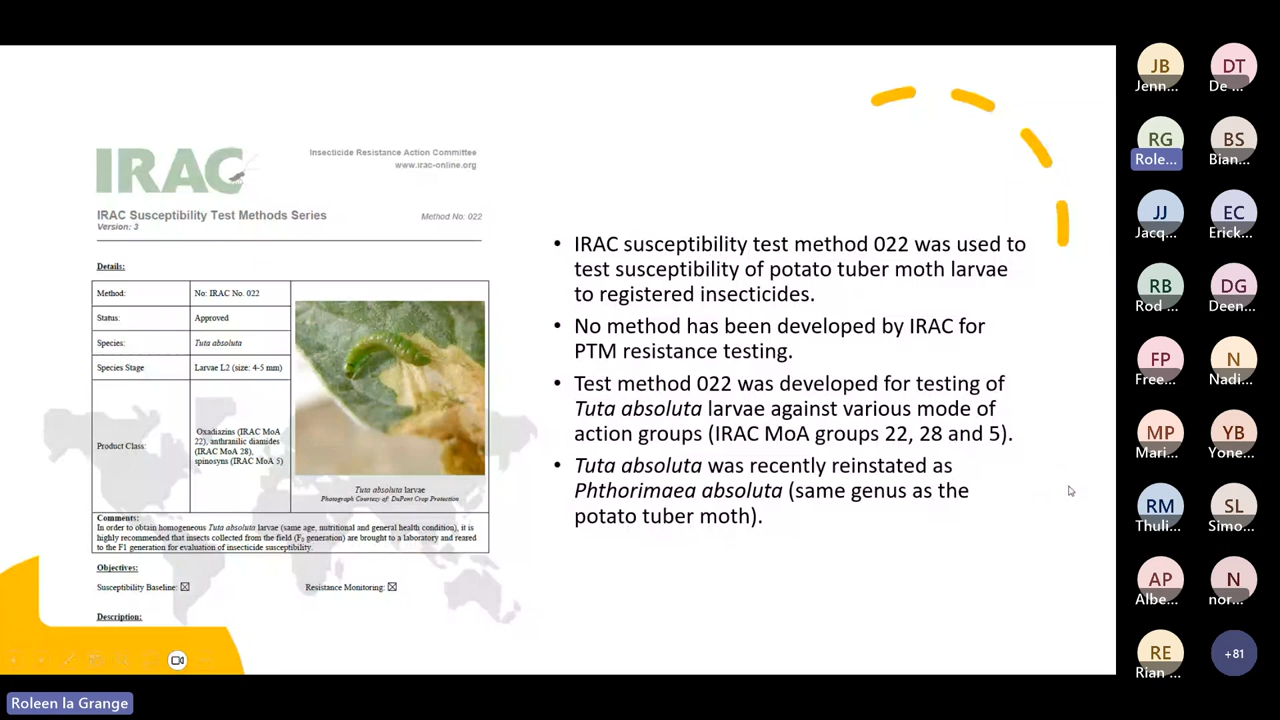 IRAC
Insecticide Resistance Action Committee
www.irac-online.org
IRAC Susceptibility Test Methods Series
Version: 3
Method No: 022
Details:
Method:
No: IRAC No. 022
Status:
Approved
Species:
Tuta absoluta
Species Stage
Larvae L2 (size: 4-5 mm)
Product Class:
Oxadiazins (IRAC MoA
22), anthranilic diamides
(IRAC MoA 28),
spinosyns (IRAC MoA 5)
Tuta absoluta larvae
Photograph Courtesy of: DuPont Crop Protection
Comments:
In order to obtain homogeneous Tuta absoluta larvae (same age, nutritional and general health condition), it is
highly recommended that insects collected from the field (F0 generation) are brought to a laboratory and reared
to the F1 generation for evaluation of insecticide susceptibility.
Objectives:
Susceptibility Baseline: ☒
Resistance Monitoring: ☒
Description:
• IRAC susceptibility test method 022 was used to
test susceptibility of potato tuber moth larvae
to registered insecticides.
• No method has been developed by IRAC for
PTM resistance testing.
• Test method 022 was developed for testing of
Tuta absoluta larvae against various mode of
action groups (IRAC MoA groups 22, 28 and 5).
• Tuta absoluta was recently reinstated as
Phthorimaea absoluta (same genus as the
potato tuber moth).
JB
Jenn...
DT
De ...
RG
Role...
BS
Bian...
JJ
Jacq...
EC
Erick...
RB
Rod ...
DG
Deen...
FP
Free...
N
Nadi...
MP
Mari...
YB
Yone...
RM
Thuli...
SL
Simo...
AP
Albe...
N
nor...
RE
Rian ...
+81
Roleen la Grange